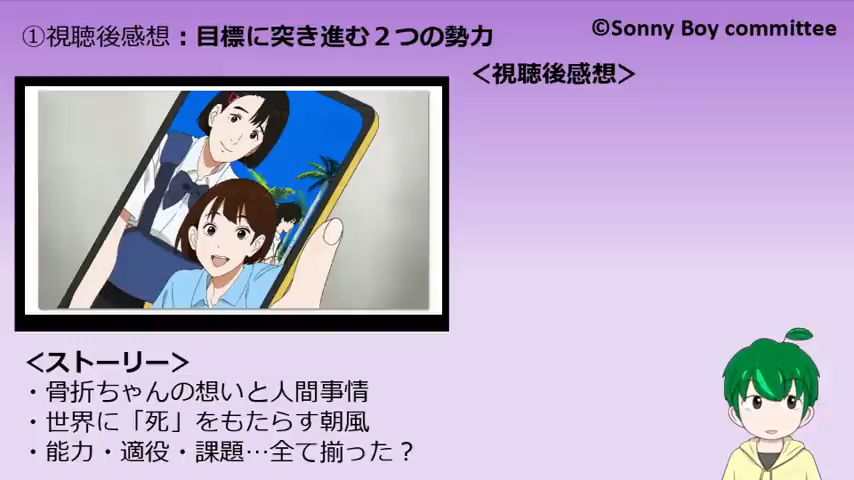 ①視聴後感想：目標に突き進む２つの勢力
©Sonny Boy committee
＜視聴後感想＞
＜ストーリー＞
・骨折ちゃんの想いと人間事情
・世界に「死」をもたらす朝風
・能力・適役・課題…全て揃った？